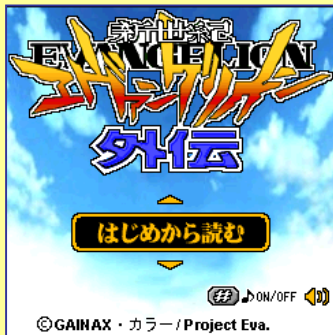 新世紀
EVANGELION
エヴァンゲリオン
外伝
はじめから読む
# ♪ON/OFF
©GAINAX・カラー/Project Eva.